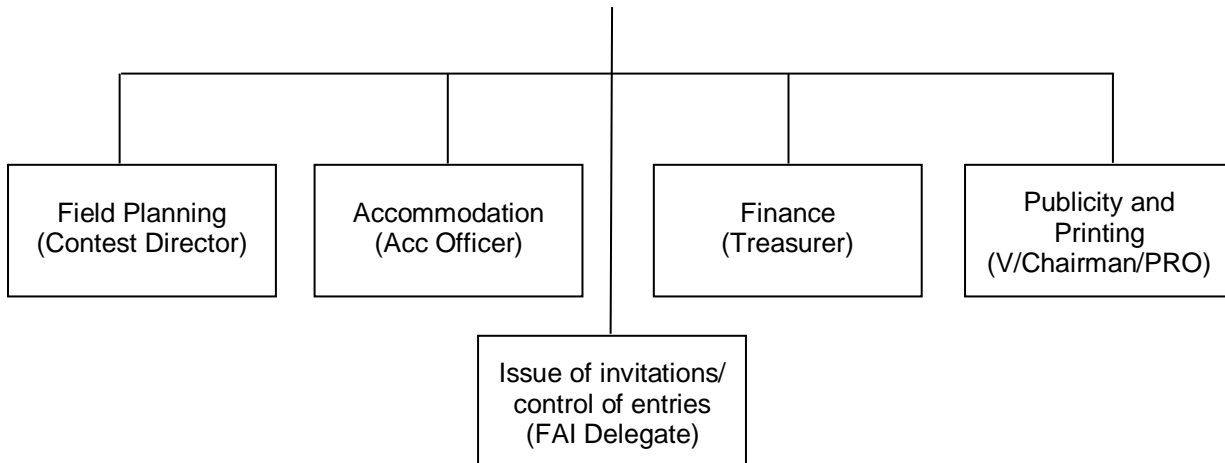 Field Planning
(Contest Director)
Accommodation
(Acc Officer)
Finance
(Treasurer)
Publicity and
Printing
(V/Chairman/PRO)
Issue of invitations/
control of entries
(FAI Delegate)